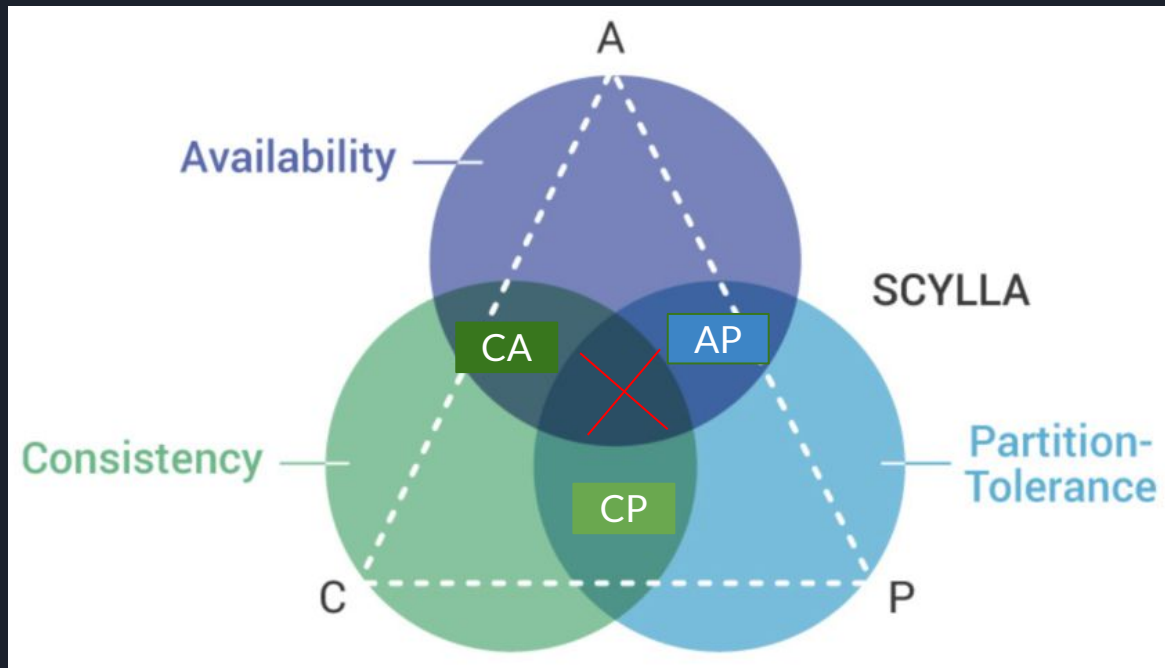 A
Availability
SCYLLA
CA
AP
Consistency
Partition-
Tolerance
CP
C
P